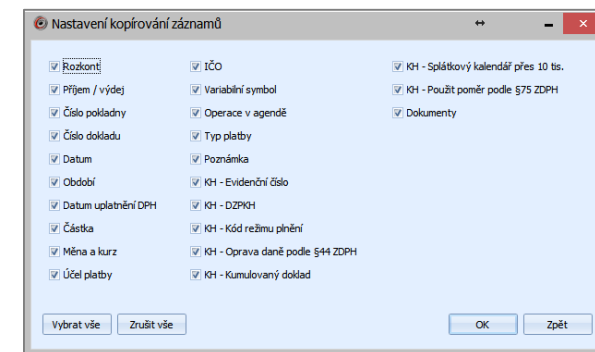 Nastavení kopírování záznamů
Rozkont
Příjem / výdej
Číslo pokladny
Číslo dokladu
Datum
Období
Datum uplatnění DPH
Částka
Měna a kurz
Účel platby
IČO
Variabilní symbol
Operace v agendě
Typ platby
Poznámka
KH - Evidenční číslo
KH - DZPKH
KH - Kód režimu plnění
KH - Oprava daně podle §44 ZDPH
KH - Kumulovaný doklad
KH - Splátkový kalendář přes 10 tis.
KH - Použit poměr podle §75 ZDPH
Dokumenty
Vybrat vše
Zrušit vše
OK
Zpět